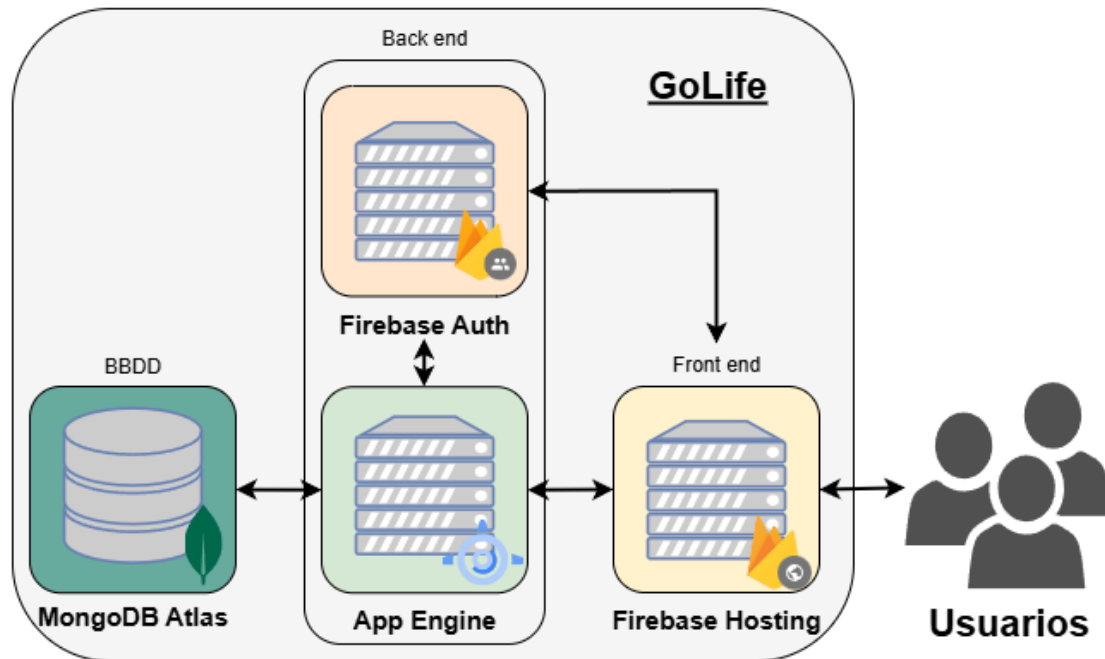 Back end
GoLife
Firebase Auth
BBDD
Front end
MongoDB Atlas
App Engine
Firebase Hosting
Usuarios